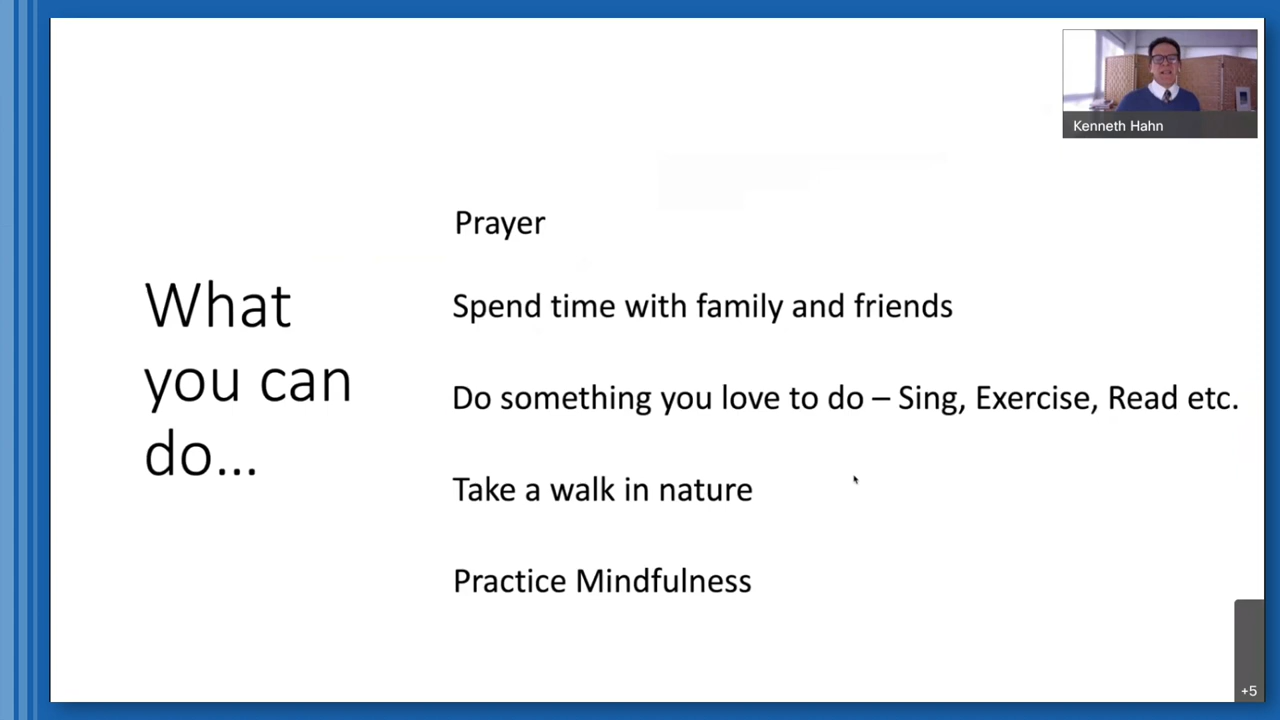 Kenneth Hahn
What
you can
do...
Prayer
Spend time with family and friends
Do something you love to do – Sing, Exercise, Read etc.
Take a walk in nature
Practice Mindfulness
+5